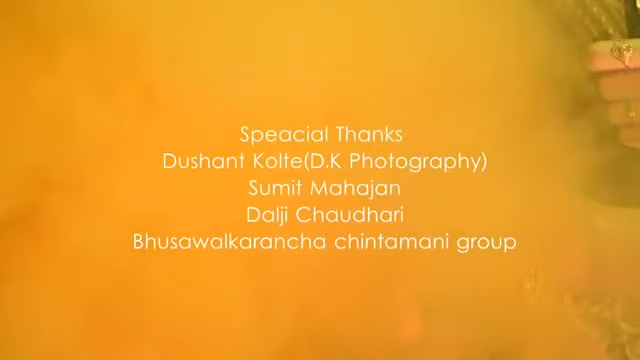 Speacial Thanks
Dushant Kolte(D.K Photography)
Sumit Mahajan
Dalji Chaudhari
Bhusawalkarancha chintamani group